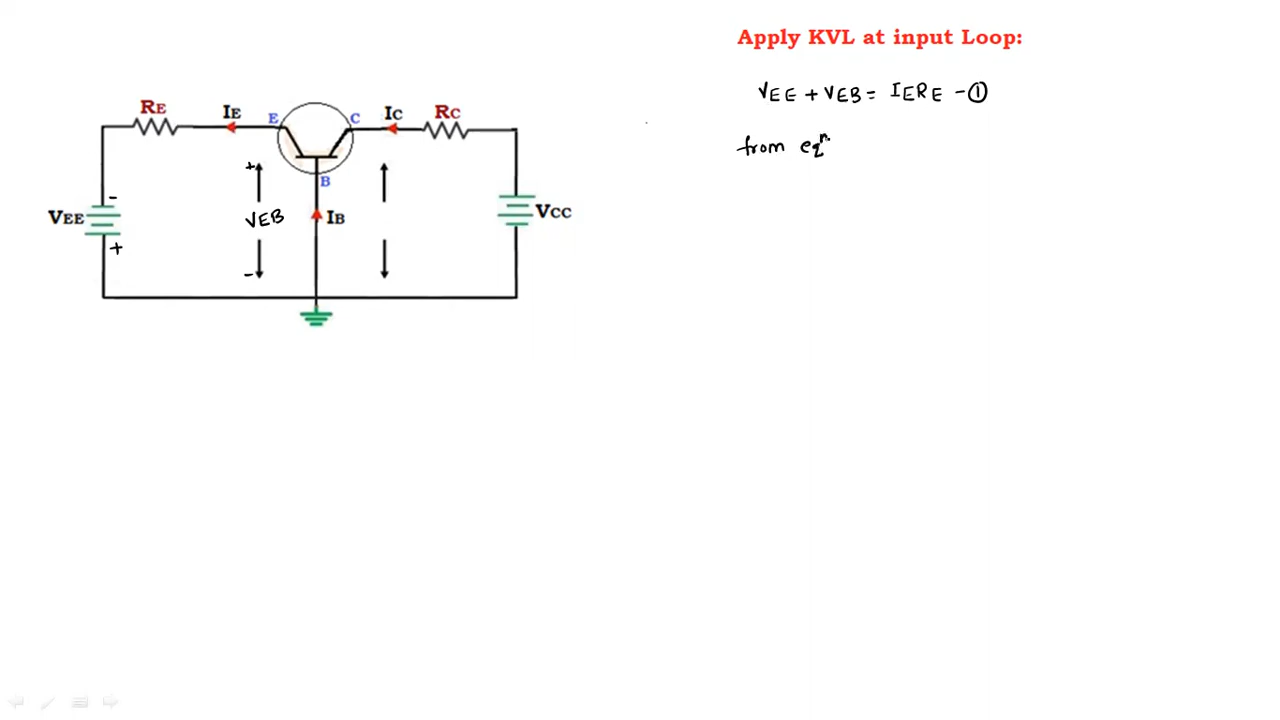 Apply KVL at input Loop:
VEE + VEB = IERE - ①
from eqⁿ
RE IE E C IC RC
+
B
-
VEE VEB IB VCC
+
-